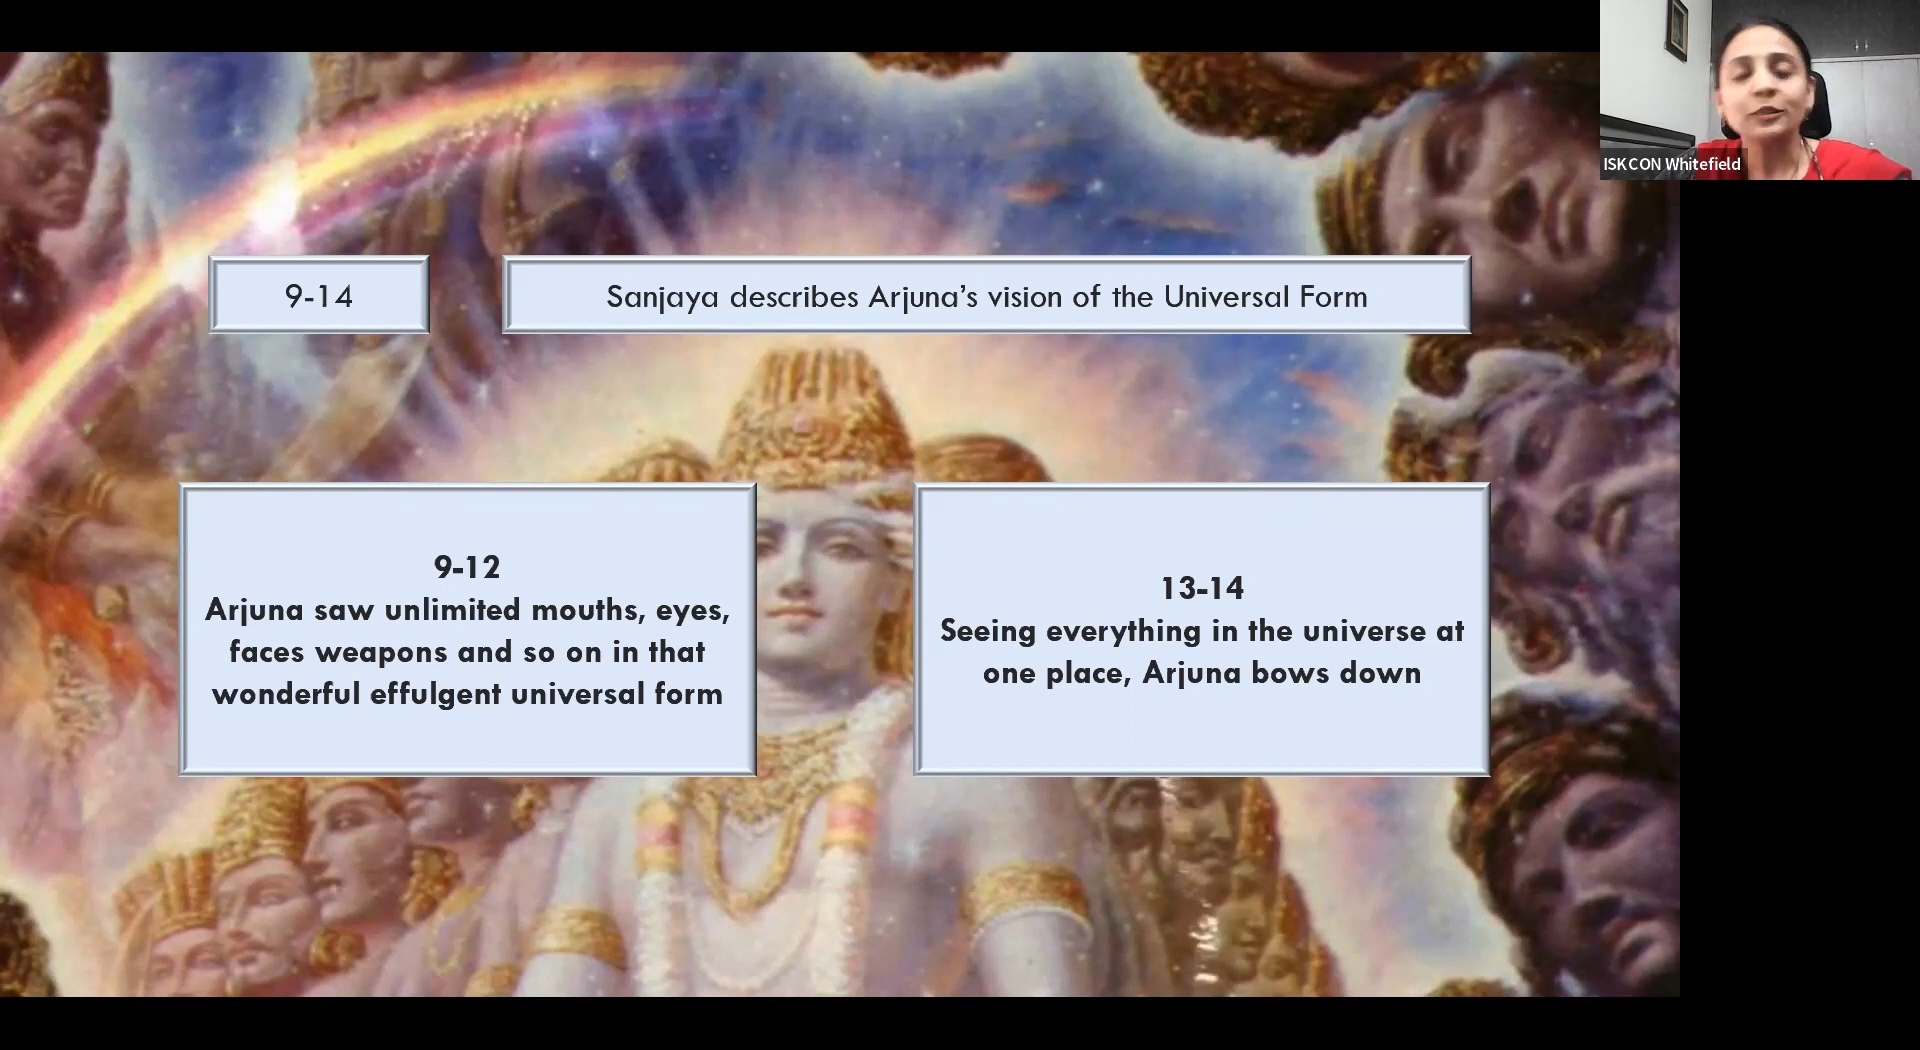 ISKCON Whitefield
9-14
Sanjaya describes Arjuna’s vision of the Universal Form
9-12
Arjuna saw unlimited mouths, eyes,
faces weapons and so on in that
wonderful effulgent universal form
13-14
Seeing everything in the universe at
one place, Arjuna bows down